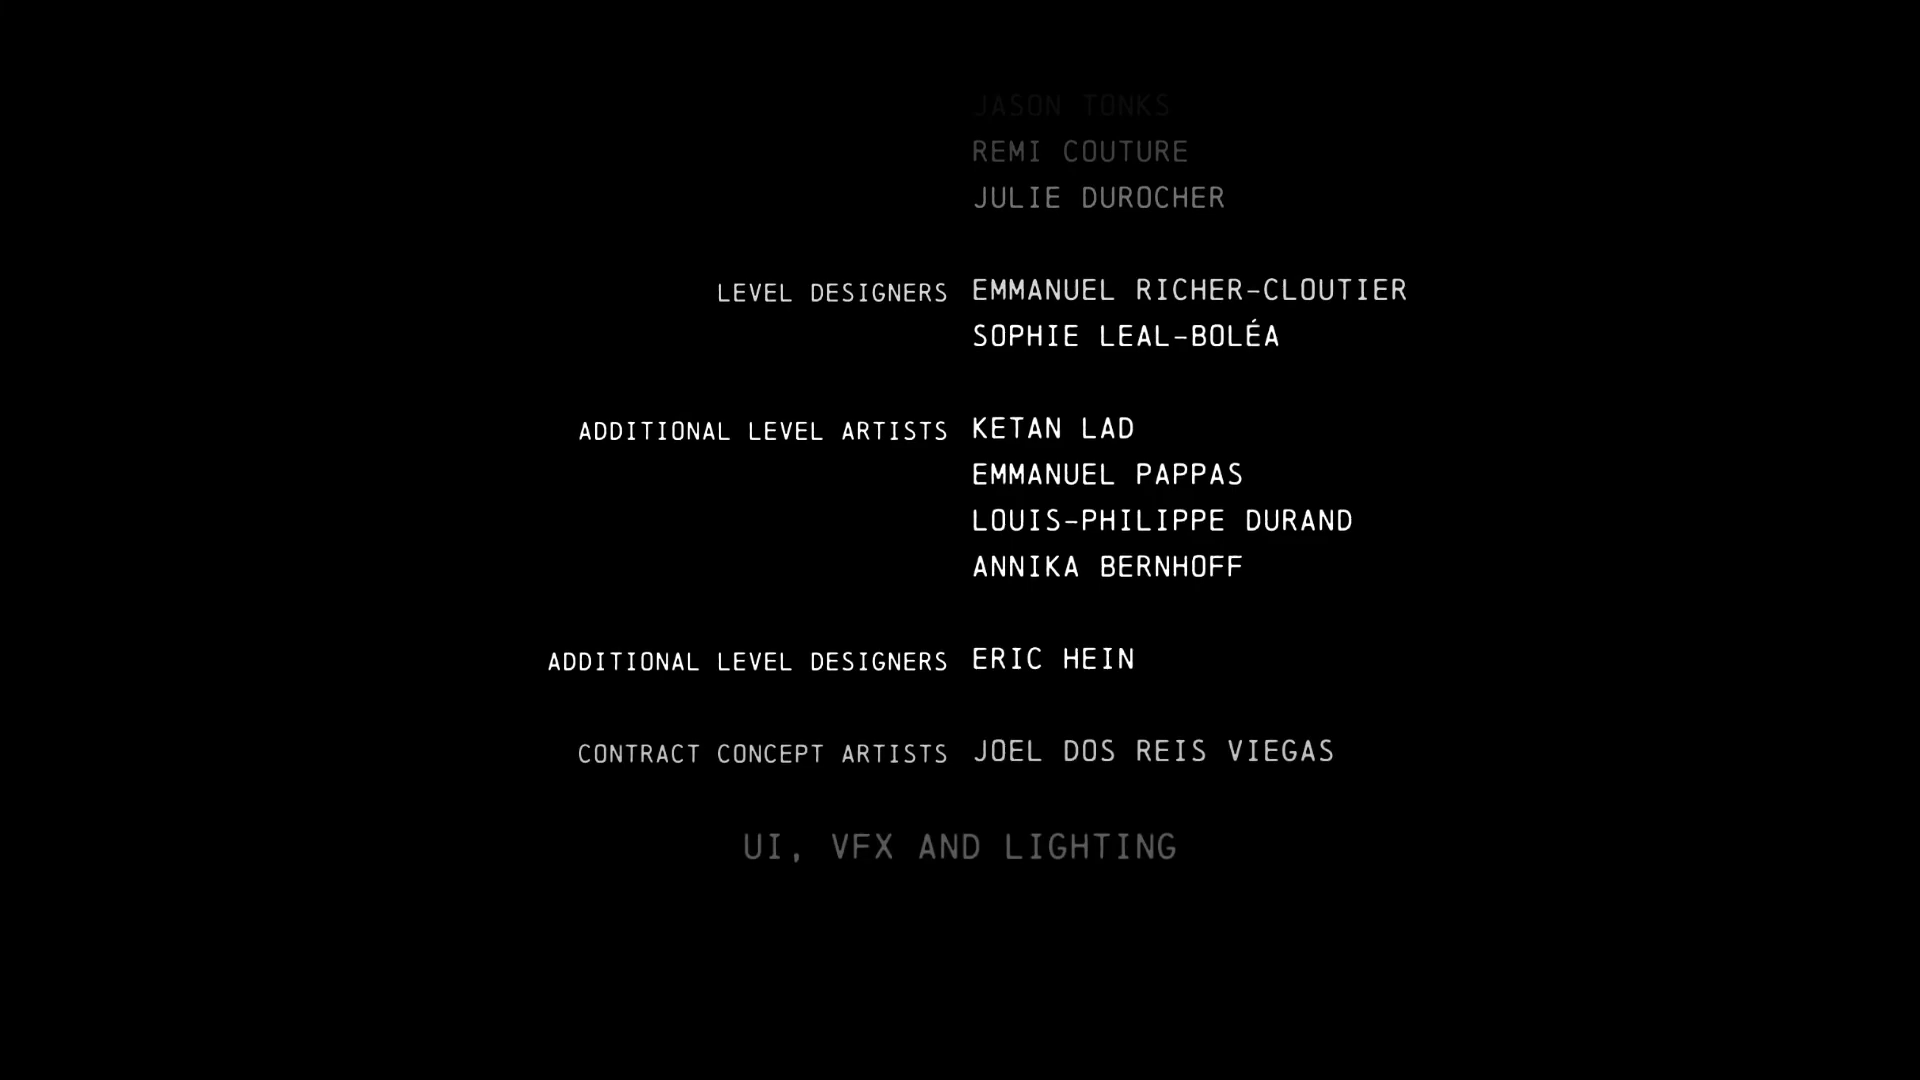 JASON TONKS
REMI COUTURE
JULIE DUROCHER
LEVEL DESIGNERS EMMANUEL RICHER-CLOUTIER
SOPHIE LEAL-BOLÉA
ADDITIONAL LEVEL ARTISTS KETAN LAD
EMMANUEL PAPPAS
LOUIS-PHILIPPE DURAND
ANNIKA BERNHOFF
ADDITIONAL LEVEL DESIGNERS ERIC HEIN
CONTRACT CONCEPT ARTISTS JOEL DOS REIS VIEGAS
UI, VFX AND LIGHTING